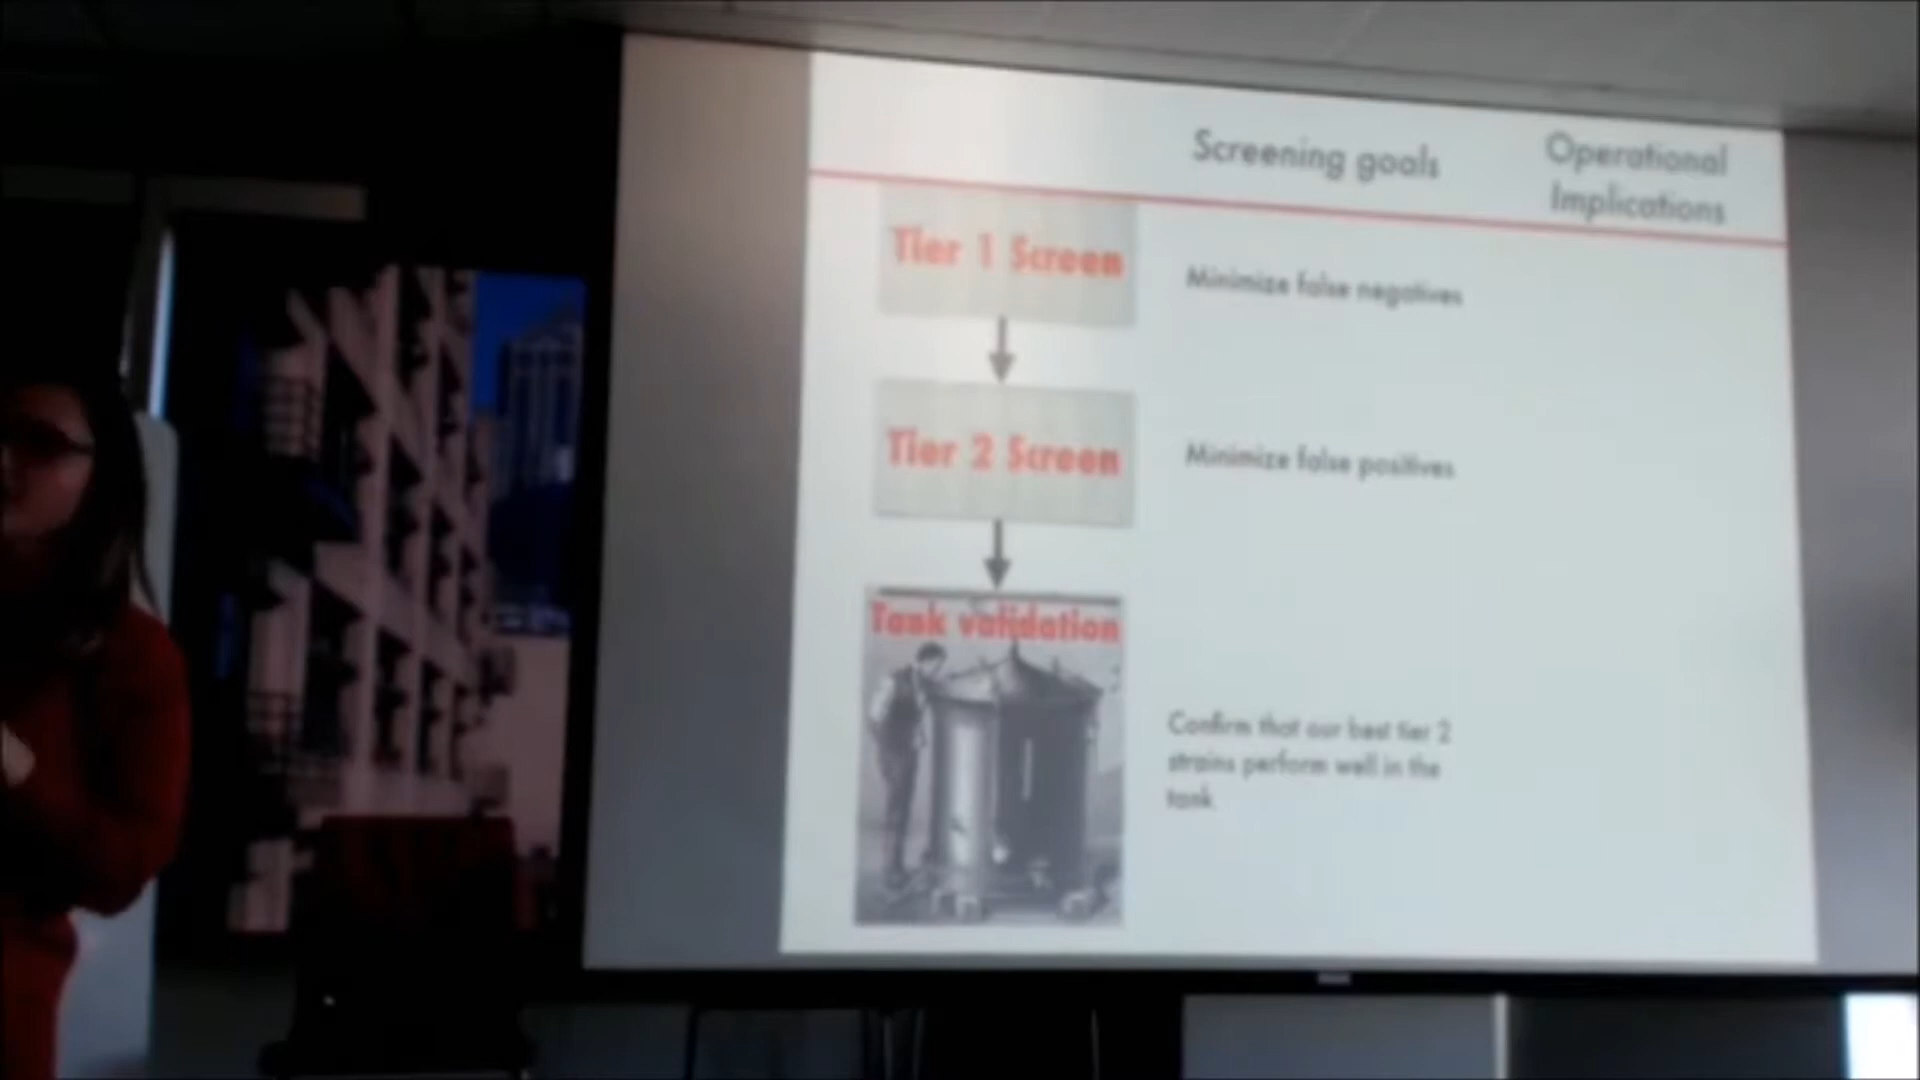 Screening goals
Operational
Implications
Tier 1 Screen
Minimize false negatives
Tier 2 Screen
Minimize false positives
Tank validation
Confirm that our best tier 2
strains perform well in the
tank